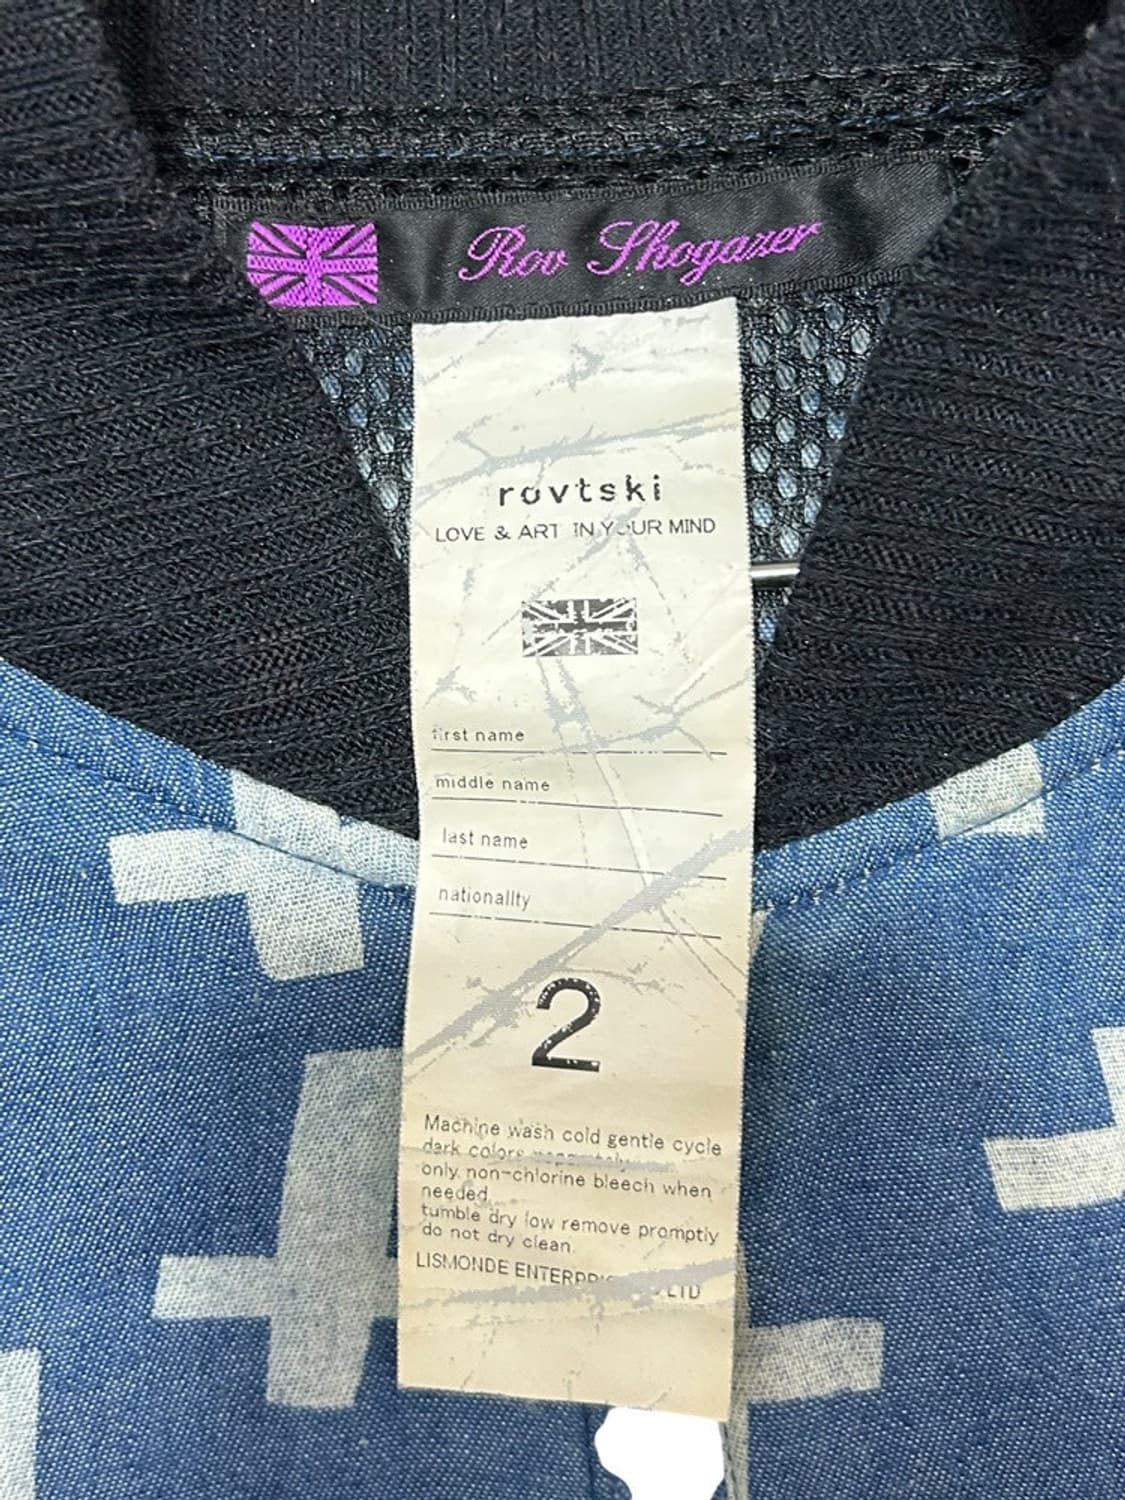 Rov Shogazer
rovtski
LOVE & ART IN YOUR MIND
first name
middle name
last name
nationallty
2
Machine wash cold gentle cycle
dark colors
only. non-chlorine bleech when
needed.
tumble dry low remove promptly
do not dry clean.
LISMONDE LTD